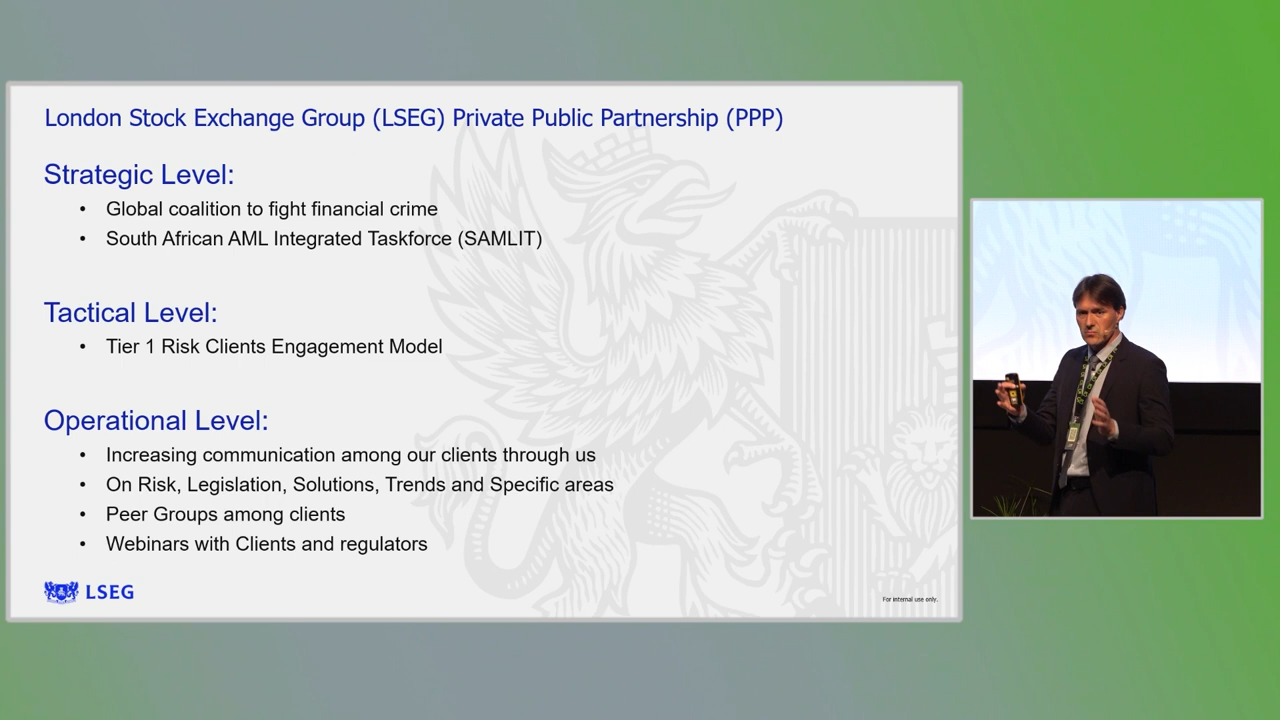 London Stock Exchange Group (LSEG) Private Public Partnership (PPP)
Strategic Level:
• Global coalition to fight financial crime
• South African AML Integrated Taskforce (SAMLIT)
Tactical Level:
• Tier 1 Risk Clients Engagement Model
Operational Level:
• Increasing communication among our clients through us
• On Risk, Legislation, Solutions, Trends and Specific areas
• Peer Groups among clients
• Webinars with Clients and regulators
LSEG
For internal use only.